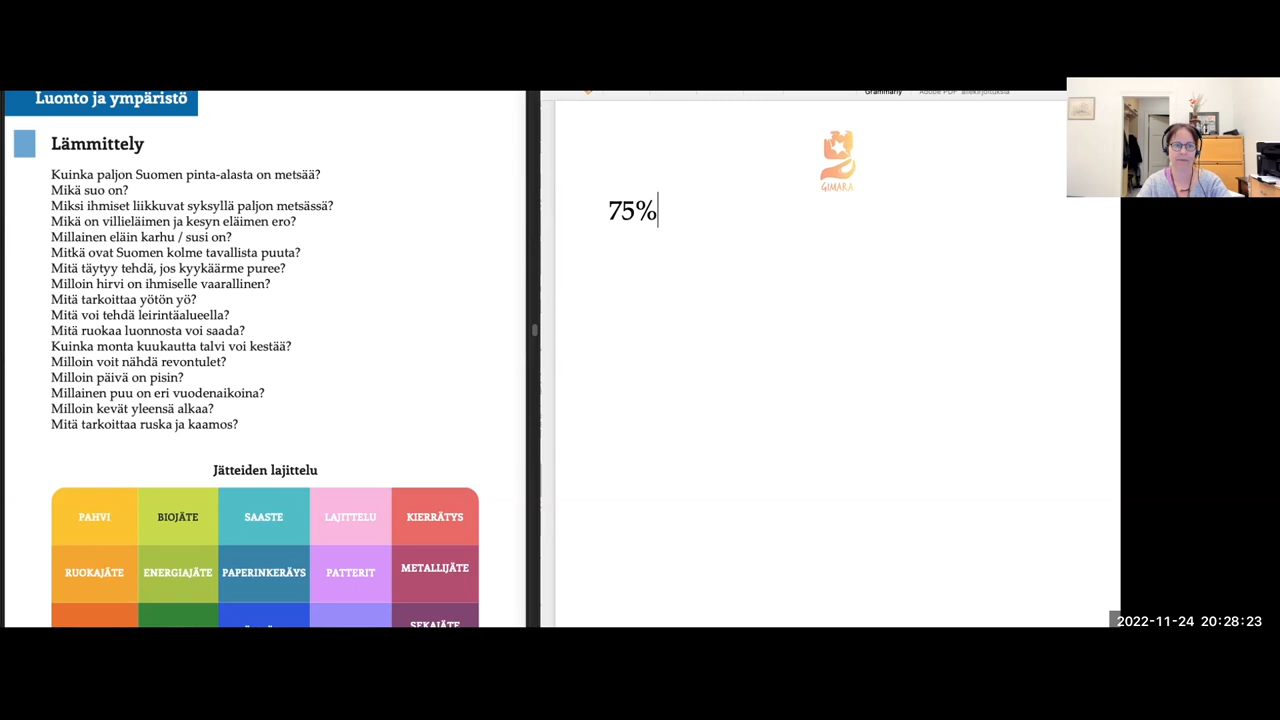 Luonto ja ympäristö
Lämmittely
Kuinka paljon Suomen pinta-alasta on metsää?
Mikä suo on?
Miksi ihmiset liikkuvat syksyllä paljon metsässä?
Mikä on villieläimen ja kesyn eläimen ero?
Millainen eläin karhu / susi on?
Mitkä ovat Suomen kolme tavallista puuta?
Mitä täytyy tehdä, jos kyykäärme puree?
Milloin hirvi on ihmiselle vaarallinen?
Mitä tarkoittaa yötön yö?
Mitä voi tehdä leirintäalueella?
Mitä ruokaa luonnosta voi saada?
Kuinka monta kuukautta talvi voi kestää?
Milloin voit nähdä revontulet?
Milloin päivä on pisin?
Millainen puu on eri vuodenaikoina?
Milloin kevät yleensä alkaa?
Mitä tarkoittaa ruska ja kaamos?
Jätteiden lajittelu
PAHVI BIOJÄTE SAASTE LAJITTELU KIERRÄTYS
RUOKAJÄTE ENERGIAJÄTE PAPERINKERÄYS PATTERIT METALLIJÄTE
SEKAJÄTE
Grammarly Adobe PDF allekirjoituksia
GIMARA
75%
2022-11-24 20:28:23